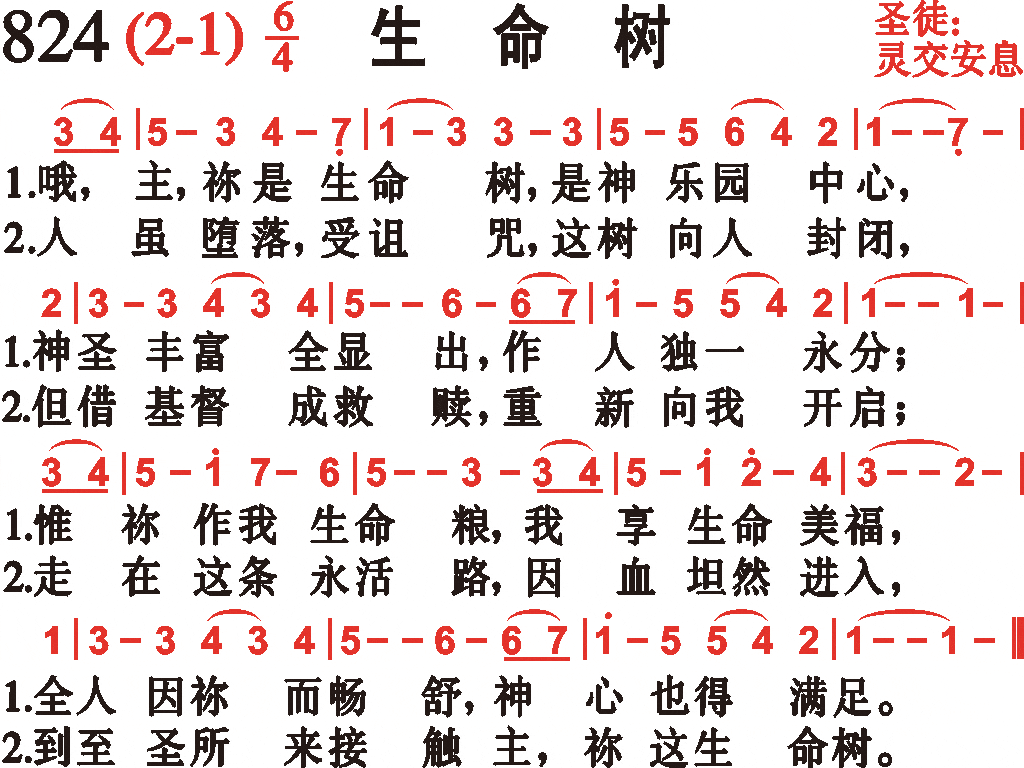 824 (2-1) 6/4 生 命 树 圣徒：
灵交安息
3 4 | 5 – 3 4 – 7̣ | 1 – 3 3 – 3 | 5 – 5 6 4 2 | 1 – – 7̣ – |
1.哦， 主，祢是 生命 树，是神 乐园 中心，
2.人 虽 堕落，受诅 咒，这树 向人 封闭，
2 | 3 – 3 4 3 4 | 5 – – 6 – 6 7 | 1̇ – 5 5 4 2 | 1 – – 1 – |
1.神圣 丰富 全显 出，作 人 独一 永分；
2.但借 基督 成救 赎，重 新 向我 开启；
3 4 | 5 – 1̇ 7 – 6 | 5 – – 3 – 3 4 | 5 – 1̇ 2̇ – 4 | 3 – – 2 – |
1.惟 祢 作我 生命 粮，我 享 生命 美福，
2.走 在 这条 永活 路，因 血 坦然 进入，
1 | 3 – 3 4 3 4 | 5 – – 6 – 6 7 | 1̇ – 5 5 4 2 | 1 – – 1 – ‖
1.全人 因祢 而畅 舒，神 心 也得 满足。
2.到至 圣所 来接 触 主，祢 这生 命树。